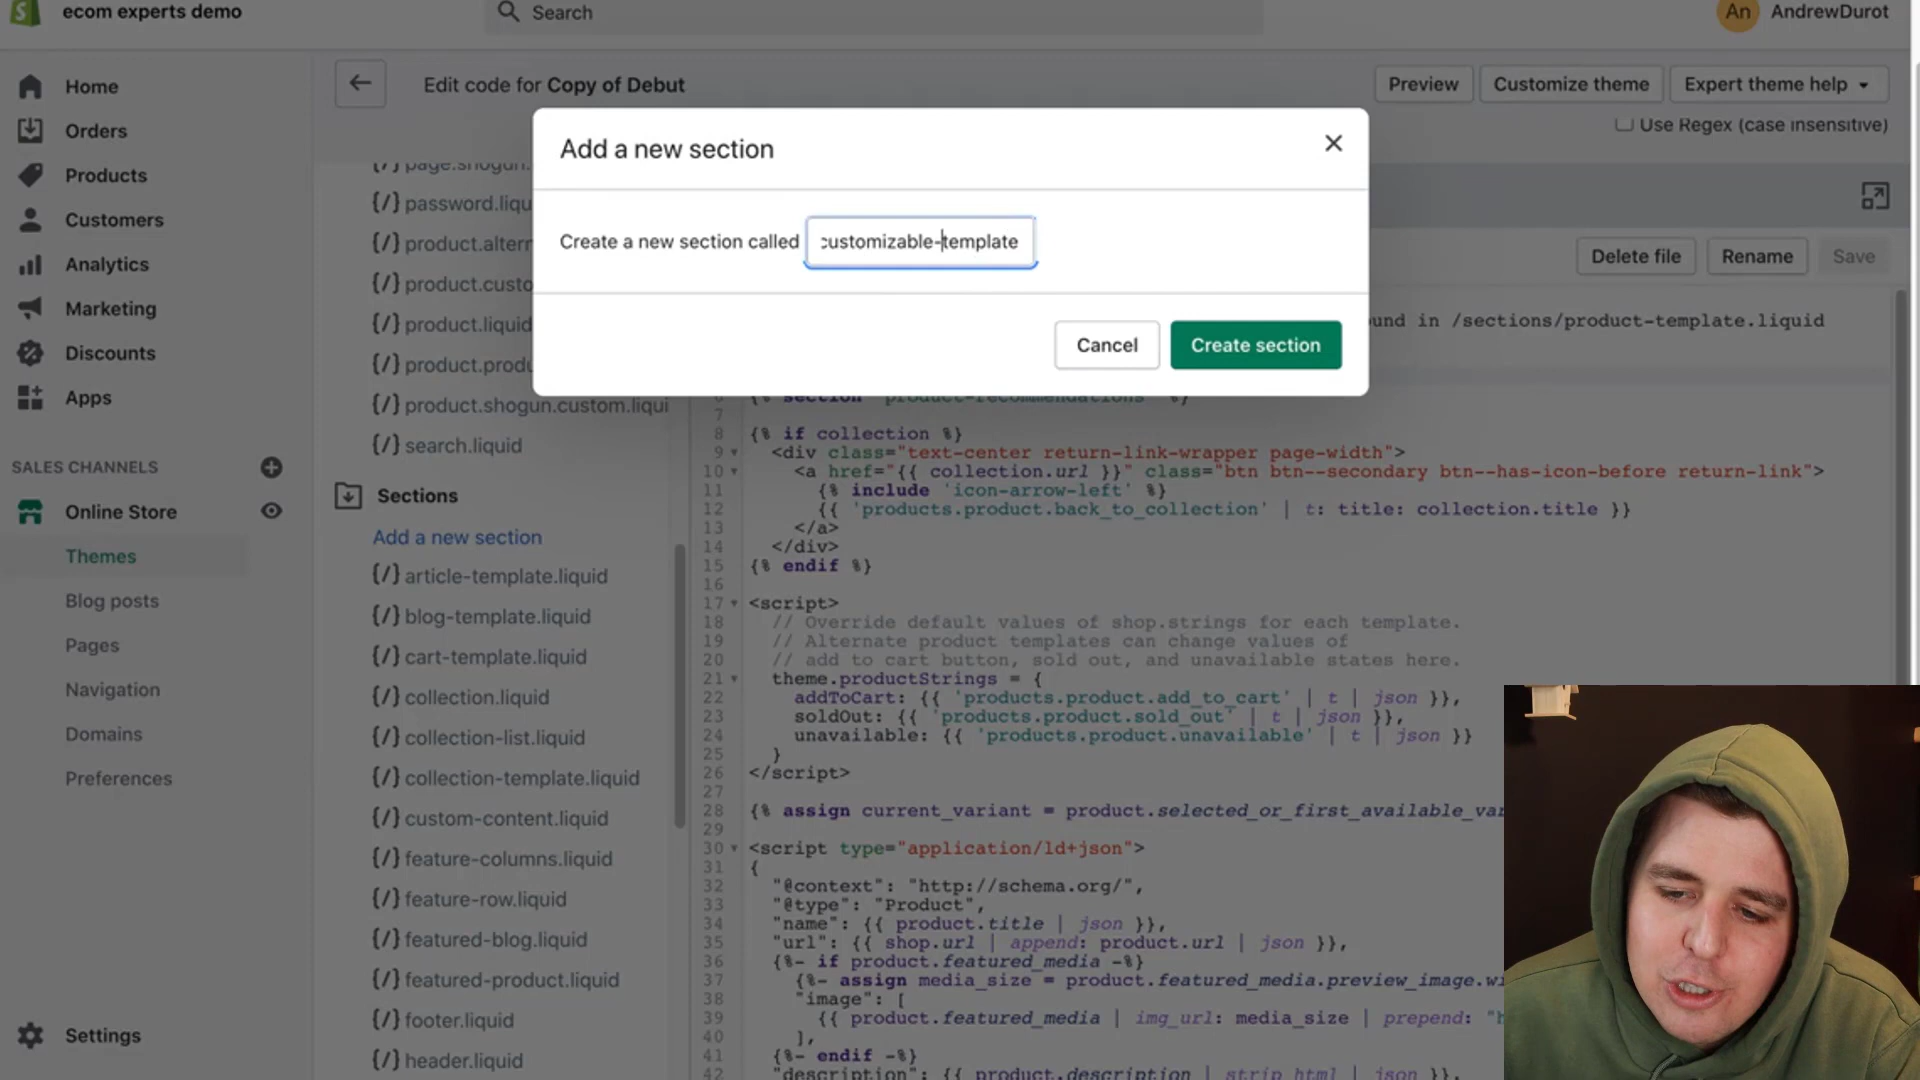 ecom experts demo
Search
An
AndrewDurot
Home
Orders
Products
Customers
Analytics
Marketing
Discounts
Apps
SALES CHANNELS
Online Store
Themes
Blog posts
Pages
Navigation
Domains
Preferences
Settings
Edit code for Copy of Debut
Preview
Customize theme
Expert theme help
Use Regex (case insensitive)
Add a new section
Create a new section called
customizable-template
Cancel
Create section
Delete file
Rename
Save
{/} page.shogun.
{/} password.liqu
{/} product.altern
{/} product.custo
{/} product.liquid
{/} product.produ
{/} product.shogun.custom.liqui
{/} search.liquid
Sections
Add a new section
{/} article-template.liquid
{/} blog-template.liquid
{/} cart-template.liquid
{/} collection.liquid
{/} collection-list.liquid
{/} collection-template.liquid
{/} custom-content.liquid
{/} feature-columns.liquid
{/} feature-row.liquid
{/} featured-blog.liquid
{/} featured-product.liquid
{/} footer.liquid
{/} header.liquid
und in /sections/product-template.liquid
6 {% section 'product-recommendations' %}
7
8 {% if collection %}
9 <div class="text-center return-link-wrapper page-width">
10 <a href="{{ collection.url }}" class="btn btn--secondary btn--has-icon-before return-link">
11 {% include 'icon-arrow-left' %}
12 {{ 'products.product.back_to_collection' | t: title: collection.title }}
13 </a>
14 </div>
15 {% endif %}
16
17 <script>
18 // Override default values of shop.strings for each template.
19 // Alternate product templates can change values of
20 // add to cart button, sold out, and unavailable states here.
21 theme.productStrings = {
22 addToCart: {{ 'products.product.add_to_cart' | t | json }},
23 soldOut: {{ 'products.product.sold_out' | t | json }},
24 unavailable: {{ 'products.product.unavailable' | t | json }}
25 }
26 </script>
27
28 {% assign current_variant = product.selected_or_first_available_var
29
30 <script type="application/ld+json">
31 {
32 "@context": "http://schema.org/",
33 "@type": "Product",
34 "name": {{ product.title | json }},
35 "url": {{ shop.url | append: product.url | json }},
36 {%- if product.featured_media -%}
37 {%- assign media_size = product.featured_media.preview_image.wi
38 "image": [
39 {{ product.featured_media | img_url: media_size | prepend: "h
40 ],
41 {%- endif -%}
42 "description": {{ product.description | strip_html | json }},